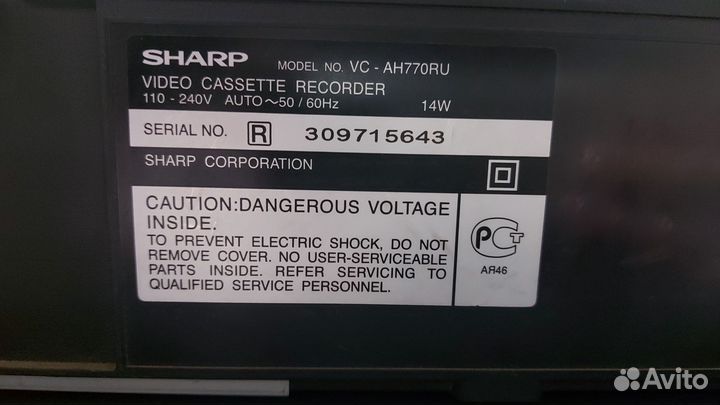 SHARP MODEL NO. VC - AH770RU
VIDEO CASSETTE RECORDER
110 - 240V AUTO ~ 50 / 60Hz 14W
SERIAL NO. R 309715643
SHARP CORPORATION
CAUTION:DANGEROUS VOLTAGE
INSIDE.
TO PREVENT ELECTRIC SHOCK, DO NOT
REMOVE COVER. NO USER-SERVICEABLE
PARTS INSIDE. REFER SERVICING TO
QUALIFIED SERVICE PERSONNEL.
РСТ
АЯ46
Avito